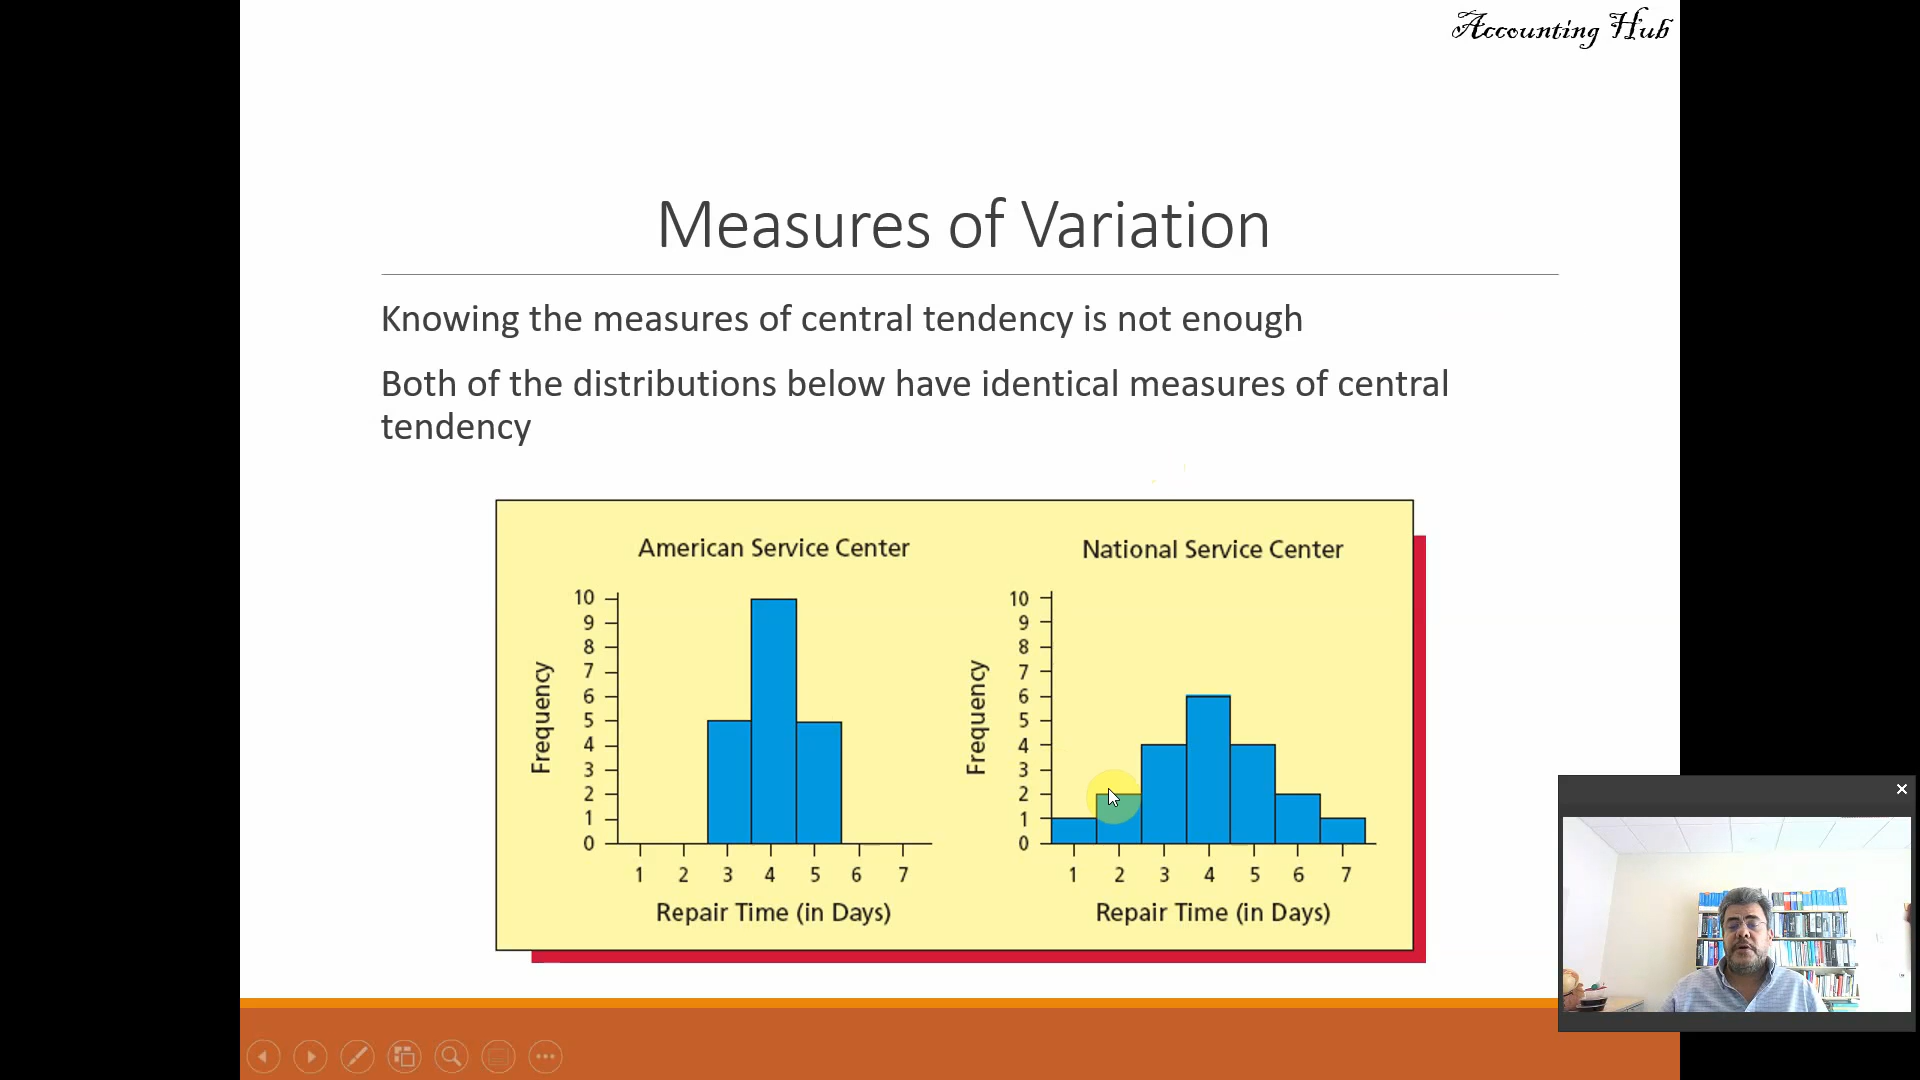 Accounting Hub
Measures of Variation
Knowing the measures of central tendency is not enough
Both of the distributions below have identical measures of central
tendency
American Service Center
Frequency
10
9
8
7
6
5
4
3
2
1
0
1 2 3 4 5 6 7
Repair Time (in Days)
National Service Center
Frequency
10
9
8
7
6
5
4
3
2
1
0
1 2 3 4 5 6 7
Repair Time (in Days)